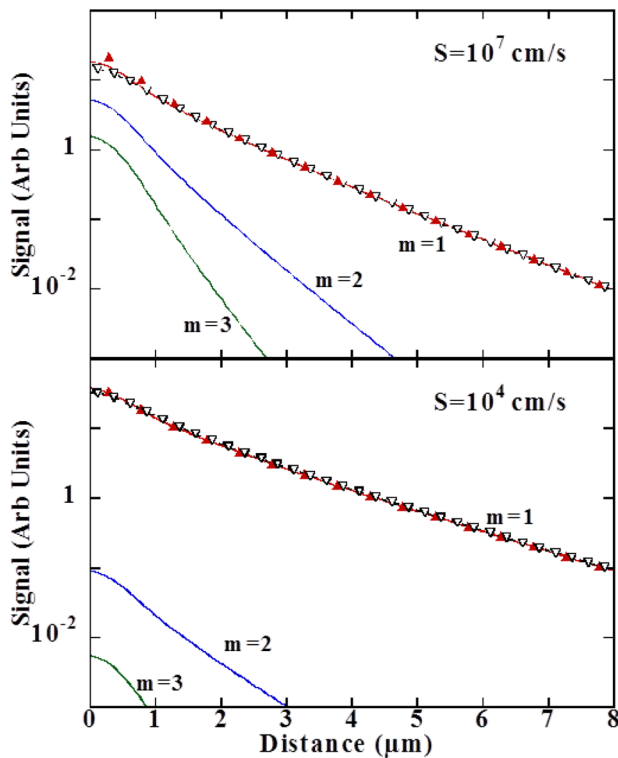 S=10⁷ cm/s
Signal (Arb Units)
1
10⁻²
m=1
m=2
m=3
S=10⁴ cm/s
Signal (Arb Units)
1
10⁻²
m=1
m=2
m=3
0 1 2 3 4 5 6 7 8
Distance (μm)